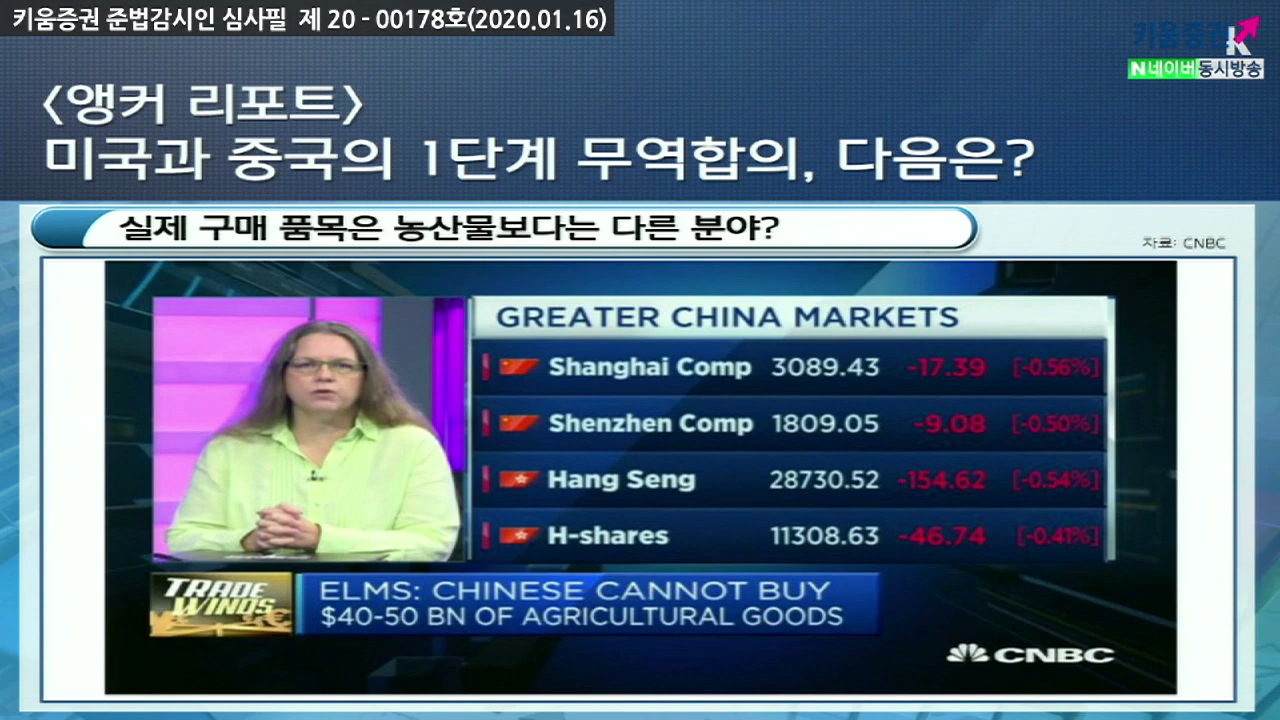 키움증권 준법감시인 심사필 제 20 - 00178호(2020.01.16)
키움증권
N 네이버 동시방송
<앵커 리포트>
미국과 중국의 1단계 무역합의, 다음은?
실제 구매 품목은 농산물보다는 다른 분야?
자료: CNBC
GREATER CHINA MARKETS
Shanghai Comp 3089.43 -17.39 [-0.56%]
Shenzhen Comp 1809.05 -9.08 [-0.50%]
Hang Seng 28730.52 -154.62 [-0.54%]
H-shares 11308.63 -46.74 [-0.41%]
TRADE WINDS
ELMS: CHINESE CANNOT BUY
$40-50 BN OF AGRICULTURAL GOODS
CNBC